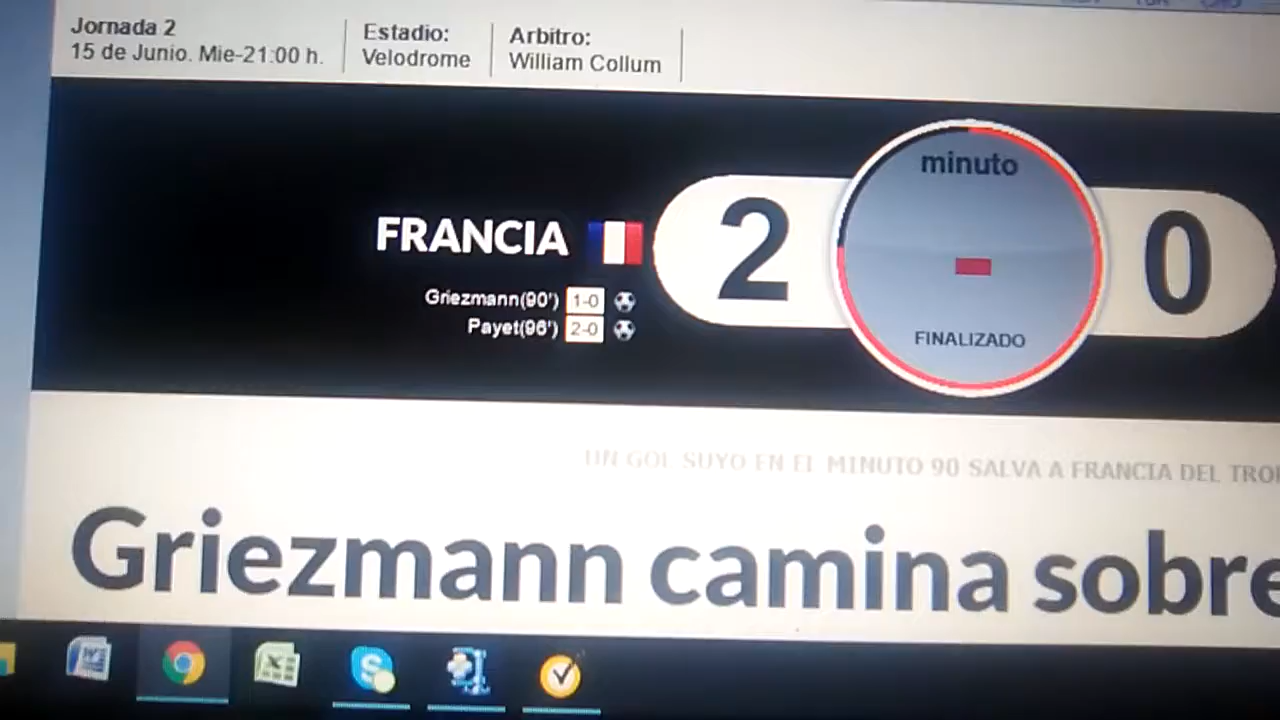 Jornada 2
15 de Junio. Mie-21:00 h.
Estadio:
Velodrome
Arbitro:
William Collum
FRANCIA
2
minuto
-
FINALIZADO
0
Griezmann(90') 1-0
Payet(96') 2-0
UN GOL SUYO EN EL MINUTO 90 SALVA A FRANCIA DEL
Griezmann camina sobre